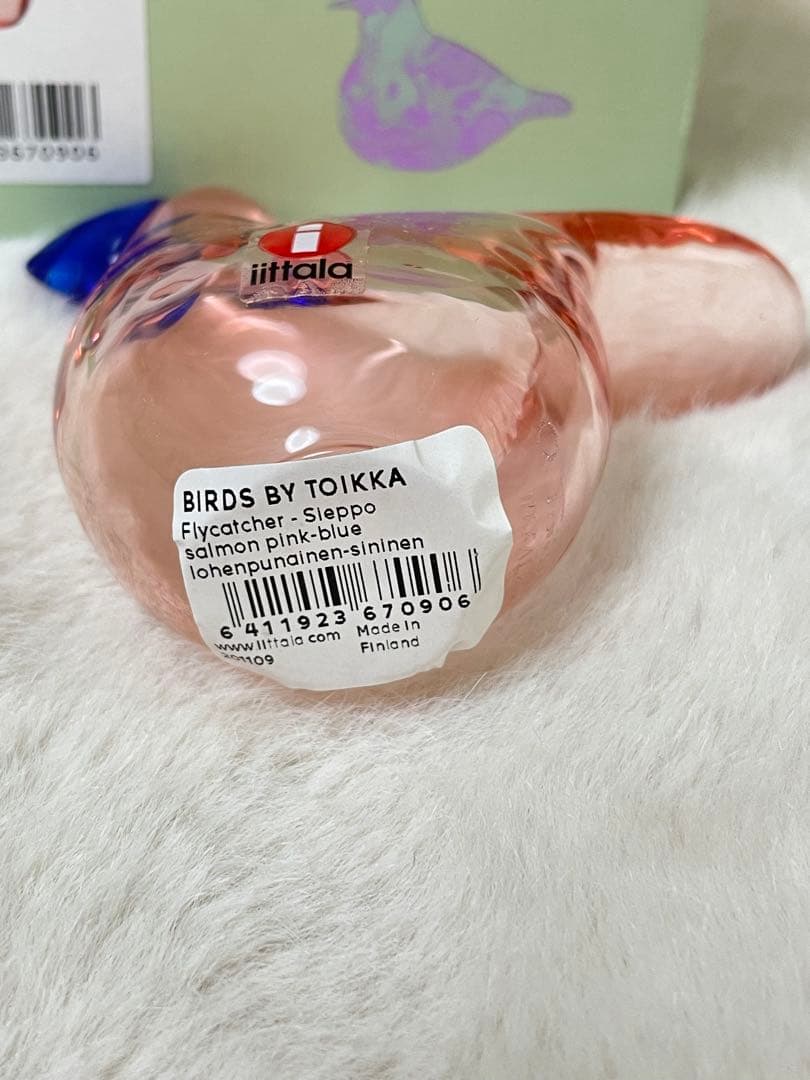 670906
i
iittala
BIRDS BY TOIKKA
Flycatcher - Sieppo
salmon pink-blue
lohenpunainen-sininen
6 411923 670906
www.iittala.com Made in
Finland